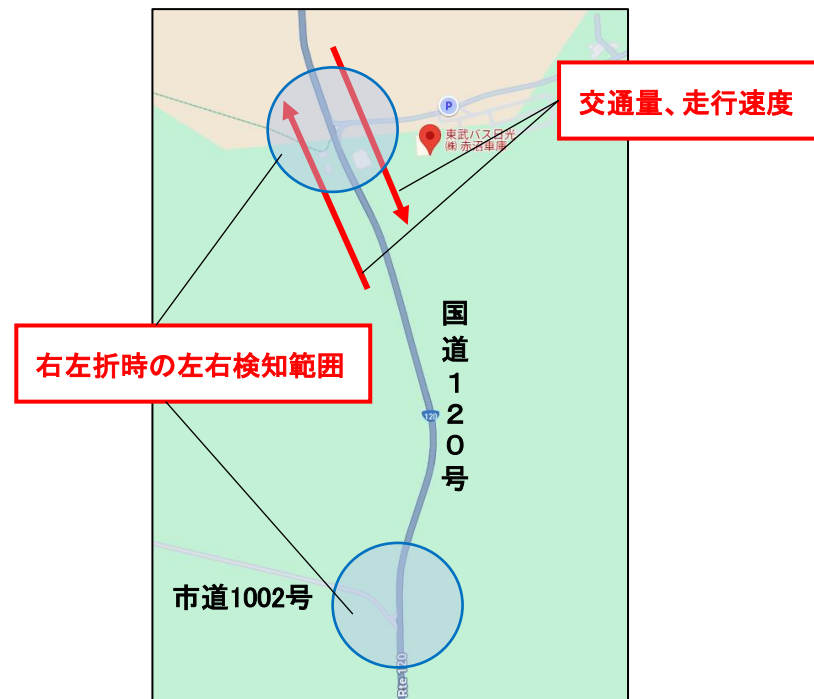 交通量、走行速度
P
東武バス日光
㈱ 赤沼車庫
右左折時の左右検知範囲
国道120号
120
市道1002号
Rte 120